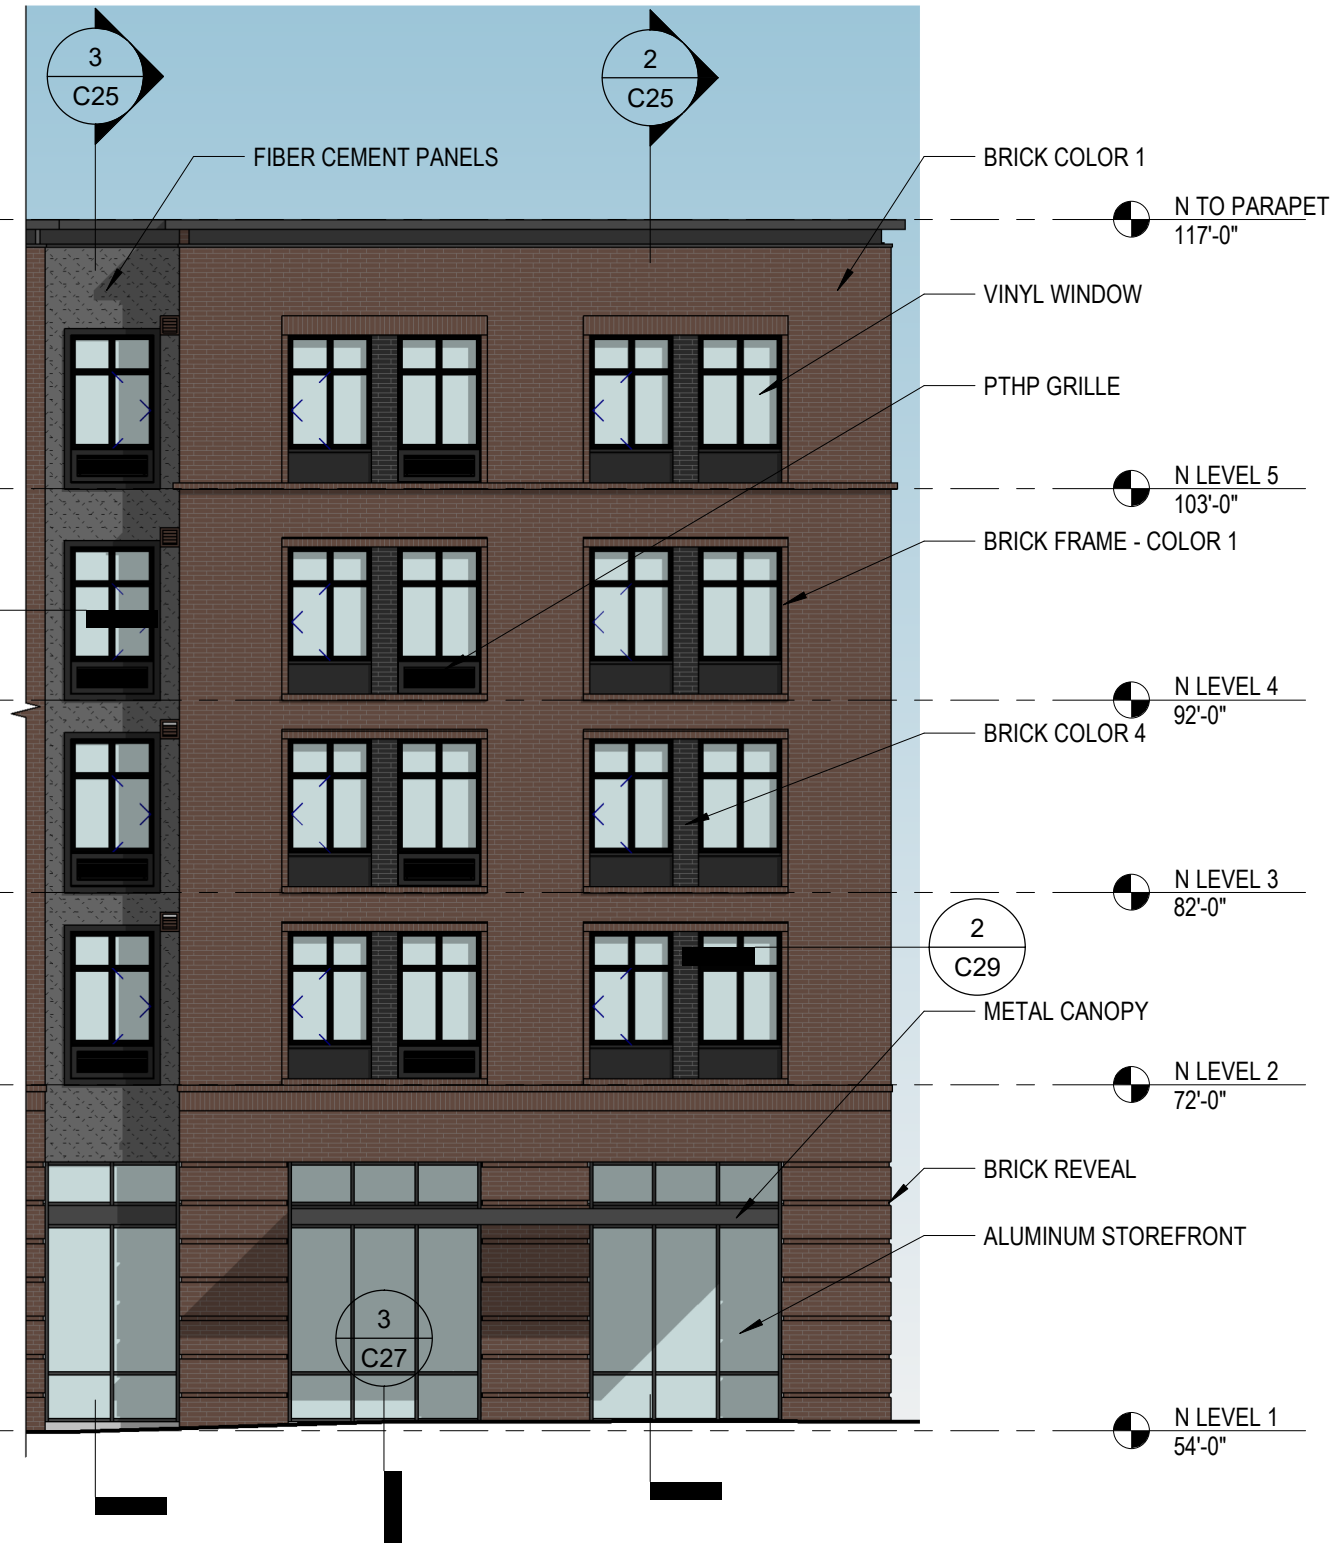 3
C25
2
C25
FIBER CEMENT PANELS
BRICK COLOR 1
N TO PARAPET
117'-0"
VINYL WINDOW
PTHP GRILLE
N LEVEL 5
103'-0"
BRICK FRAME - COLOR 1
N LEVEL 4
92'-0"
BRICK COLOR 4
N LEVEL 3
82'-0"
2
C29
METAL CANOPY
N LEVEL 2
72'-0"
BRICK REVEAL
ALUMINUM STOREFRONT
3
C27
N LEVEL 1
54'-0"